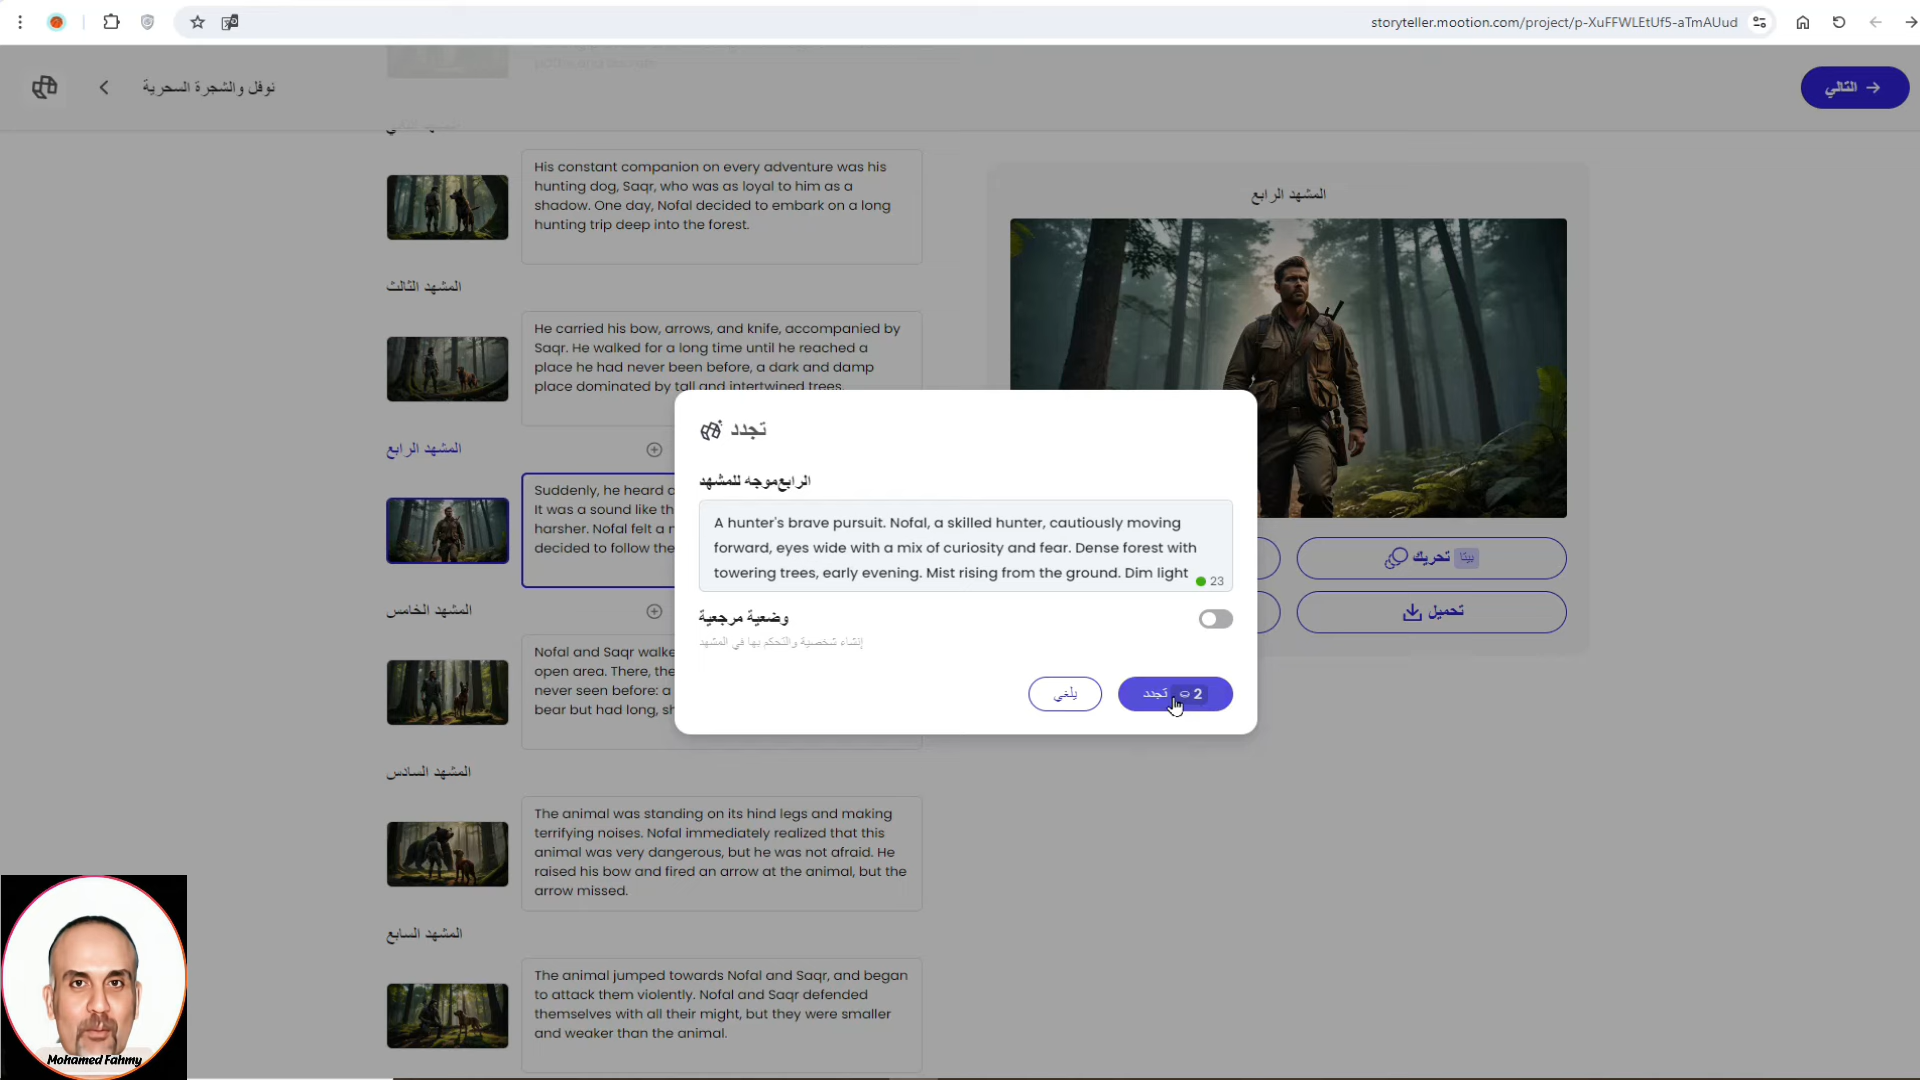 storyteller.mootion.com/project/p-XuFFWLEtUf5-aTmAUud
نوفل والشجرة السحرية
التالي
His constant companion on every adventure was his
hunting dog, Saqr, who was as loyal to him as a
shadow. One day, Nofal decided to embark on a long
hunting trip deep into the forest.
المشهد الثالث
He carried his bow, arrows, and knife, accompanied by
Saqr. He walked for a long time until he reached a
place he had never been before, a dark and damp
place dominated by tall and intertwined trees.
المشهد الرابع
Suddenly, he heard
It was a sound like
harsher. Nofal felt a
decided to follow the
المشهد الخامس
Nofal and Saqr walke
open area. There, the
never seen before: a
bear but had long, sh
المشهد السادس
The animal was standing on its hind legs and making
terrifying noises. Nofal immediately realized that this
animal was very dangerous, but he was not afraid. He
raised his bow and fired an arrow at the animal, but the
arrow missed.
المشهد السابع
The animal jumped towards Nofal and Saqr, and began
to attack them violently. Nofal and Saqr defended
themselves with all their might, but they were smaller
and weaker than the animal.
المشهد الرابع
تحريك بيتا
تحميل
تجدد
الرابعموجه للمشهد
A hunter's brave pursuit. Nofal, a skilled hunter, cautiously moving
forward, eyes wide with a mix of curiosity and fear. Dense forest with
towering trees, early evening. Mist rising from the ground. Dim light
23
وضعية مرجعية
إنشاء شخصية والتحكم بها في المشهد
يلغي
تجدد 2
Mohamed Fahmy